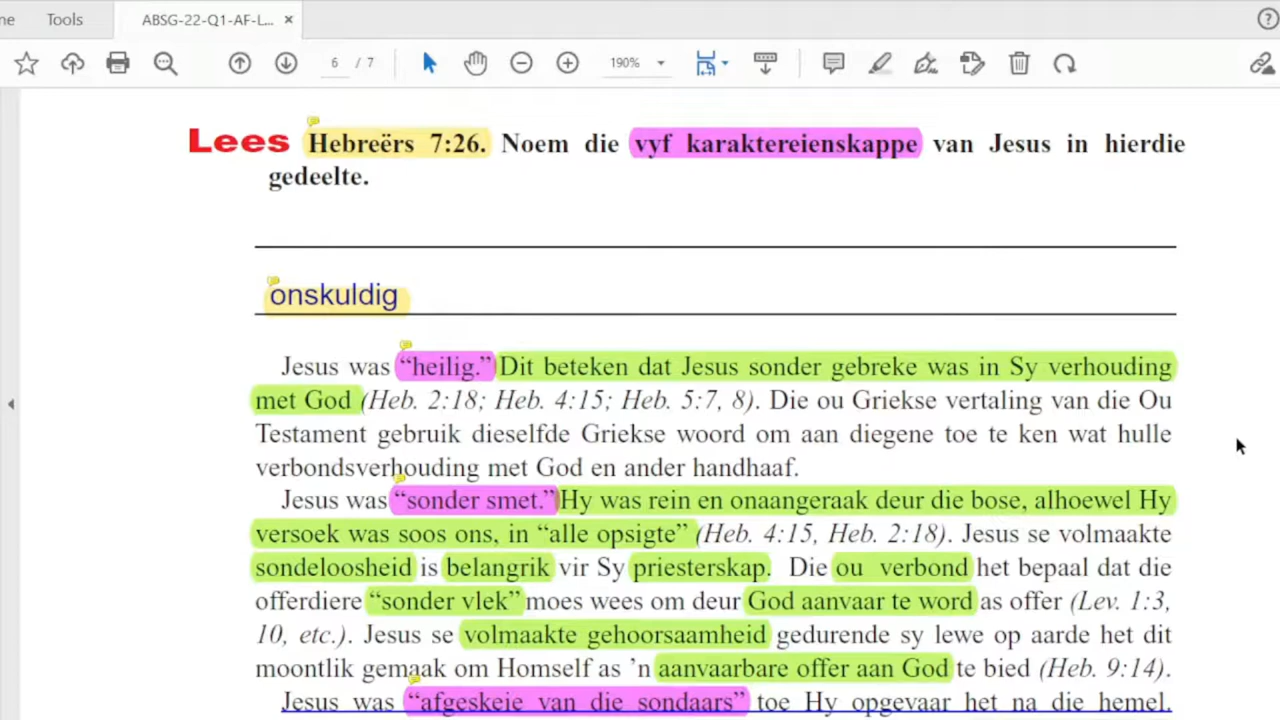 ne Tools ABSG-22-Q1-AF-L... ×
6 / 7 190%
Lees Hebreërs 7:26. Noem die vyf karaktereienskappe van Jesus in hierdie
gedeelte.
onskuldig
Jesus was “heilig.” Dit beteken dat Jesus sonder gebreke was in Sy verhouding
met God (Heb. 2:18; Heb. 4:15; Heb. 5:7, 8). Die ou Griekse vertaling van die Ou
Testament gebruik dieselfde Griekse woord om aan diegene toe te ken wat hulle
verbondsverhouding met God en ander handhaaf.
Jesus was “sonder smet.” Hy was rein en onaangeraak deur die bose, alhoewel Hy
versoek was soos ons, in “alle opsigte” (Heb. 4:15, Heb. 2:18). Jesus se volmaakte
sondeloosheid is belangrik vir Sy priesterskap. Die ou verbond het bepaal dat die
offerdiere “sonder vlek” moes wees om deur God aanvaar te word as offer (Lev. 1:3,
10, etc.). Jesus se volmaakte gehoorsaamheid gedurende sy lewe op aarde het dit
moontlik gemaak om Homself as ’n aanvaarbare offer aan God te bied (Heb. 9:14).
Jesus was “afgeskeie van die sondaars” toe Hy opgevaar het na die hemel.